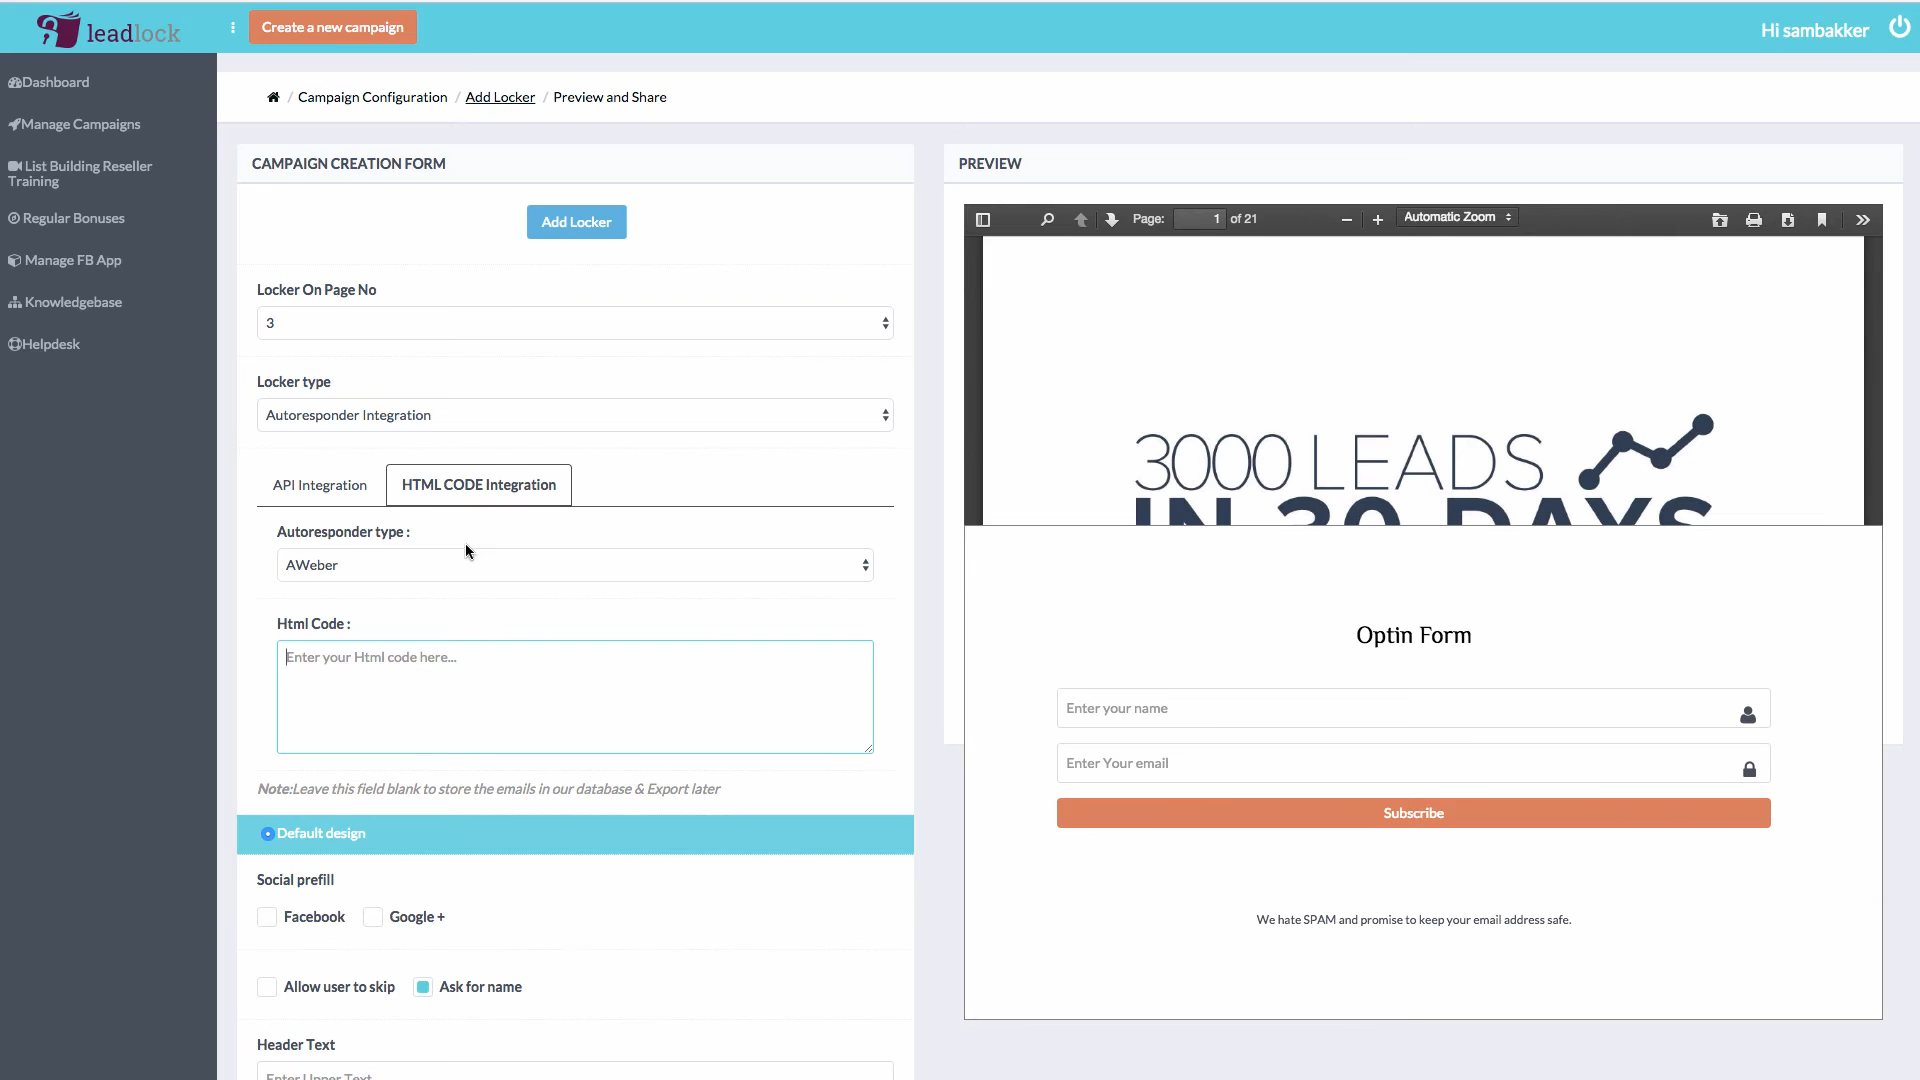 leadlock
Create a new campaign
Hi sambakker
Dashboard
Manage Campaigns
List Building Reseller
Training
Regular Bonuses
Manage FB App
Knowledgebase
Helpdesk
/ Campaign Configuration / Add Locker / Preview and Share
CAMPAIGN CREATION FORM
Add Locker
Locker On Page No
3
Locker type
Autoresponder Integration
API Integration
HTML CODE Integration
Autoresponder type :
AWeber
Html Code :
Enter your Html code here...
Note:Leave this field blank to store the emails in our database & Export later
Default design
Social prefill
Facebook
Google +
Allow user to skip
Ask for name
Header Text
Enter Upper Text
PREVIEW
Page: 1 of 21
Automatic Zoom
3000 LEADS
IN 30 DAYS
Optin Form
Enter your name
Enter Your email
Subscribe
We hate SPAM and promise to keep your email address safe.